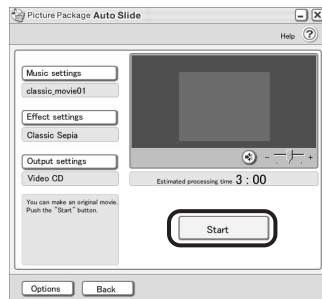 Picture Package Auto Slide
Help ?
Music settings
classic_movie01
Effect settings
Classic Sepia
Output settings
Video CD
- +
Estimated processing time 3 : 00
You can make an original movie.
Push the "Start" button.
Start
Options
Back